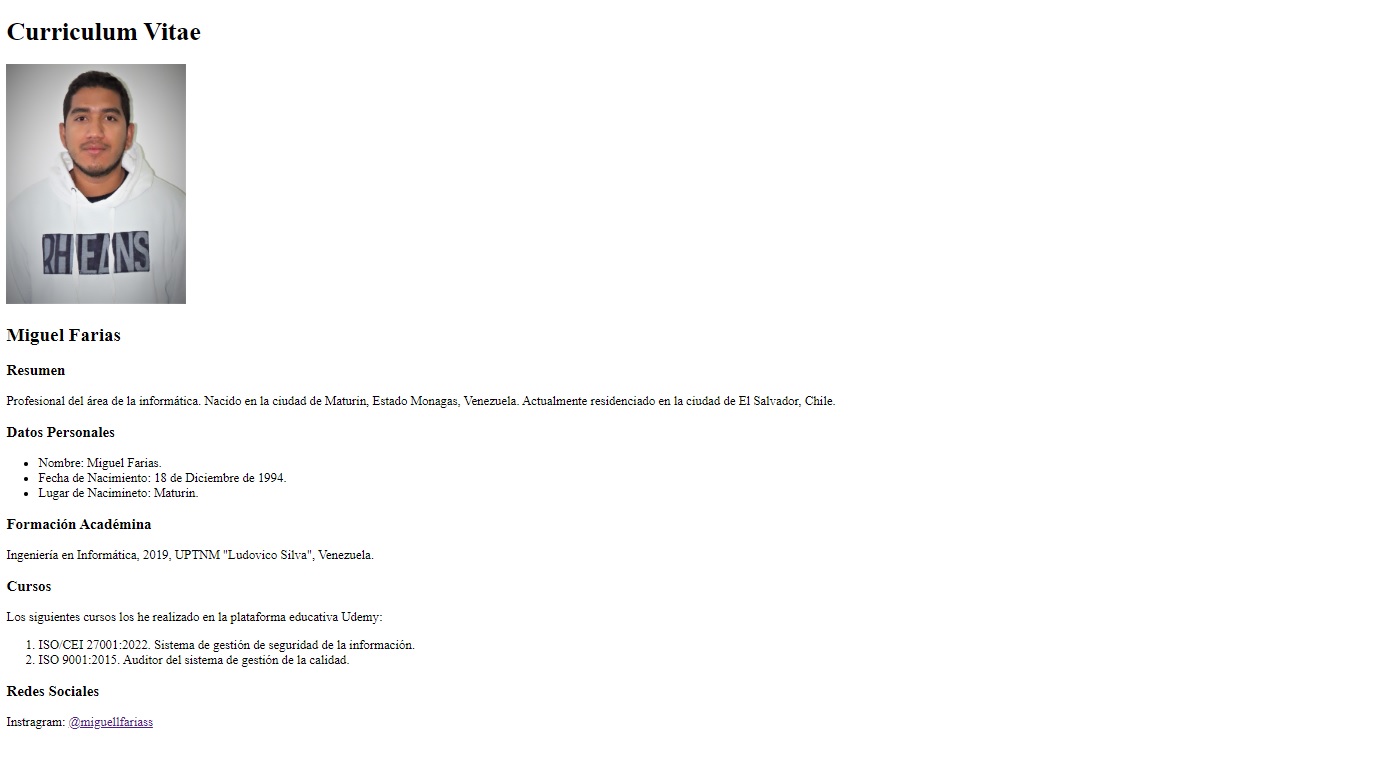 Curriculum Vitae
RH EANS
Miguel Farias
Resumen
Profesional del área de la informática. Nacido en la ciudad de Maturin, Estado Monagas, Venezuela. Actualmente residenciado en la ciudad de El Salvador, Chile.
Datos Personales
Nombre: Miguel Farias.
Fecha de Nacimiento: 18 de Diciembre de 1994.
Lugar de Nacimineto: Maturin.
Formación Académina
Ingeniería en Informática, 2019, UPTNM "Ludovico Silva", Venezuela.
Cursos
Los siguientes cursos los he realizado en la plataforma educativa Udemy:
1. ISO/CEI 27001:2022. Sistema de gestión de seguridad de la información.
2. ISO 9001:2015. Auditor del sistema de gestión de la calidad.
Redes Sociales
Instragram: @miguellfariass